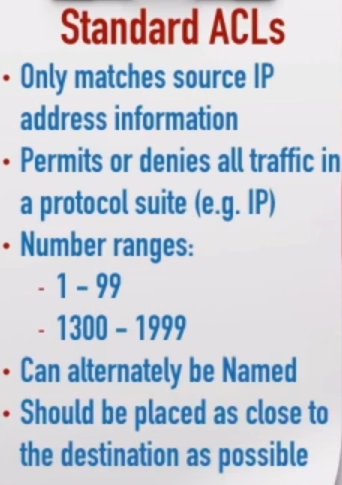 Standard ACLs
• Only matches source IP
address information
• Permits or denies all traffic in
a protocol suite (e.g. IP)
• Number ranges:
- 1 – 99
- 1300 – 1999
• Can alternately be Named
• Should be placed as close to
the destination as possible